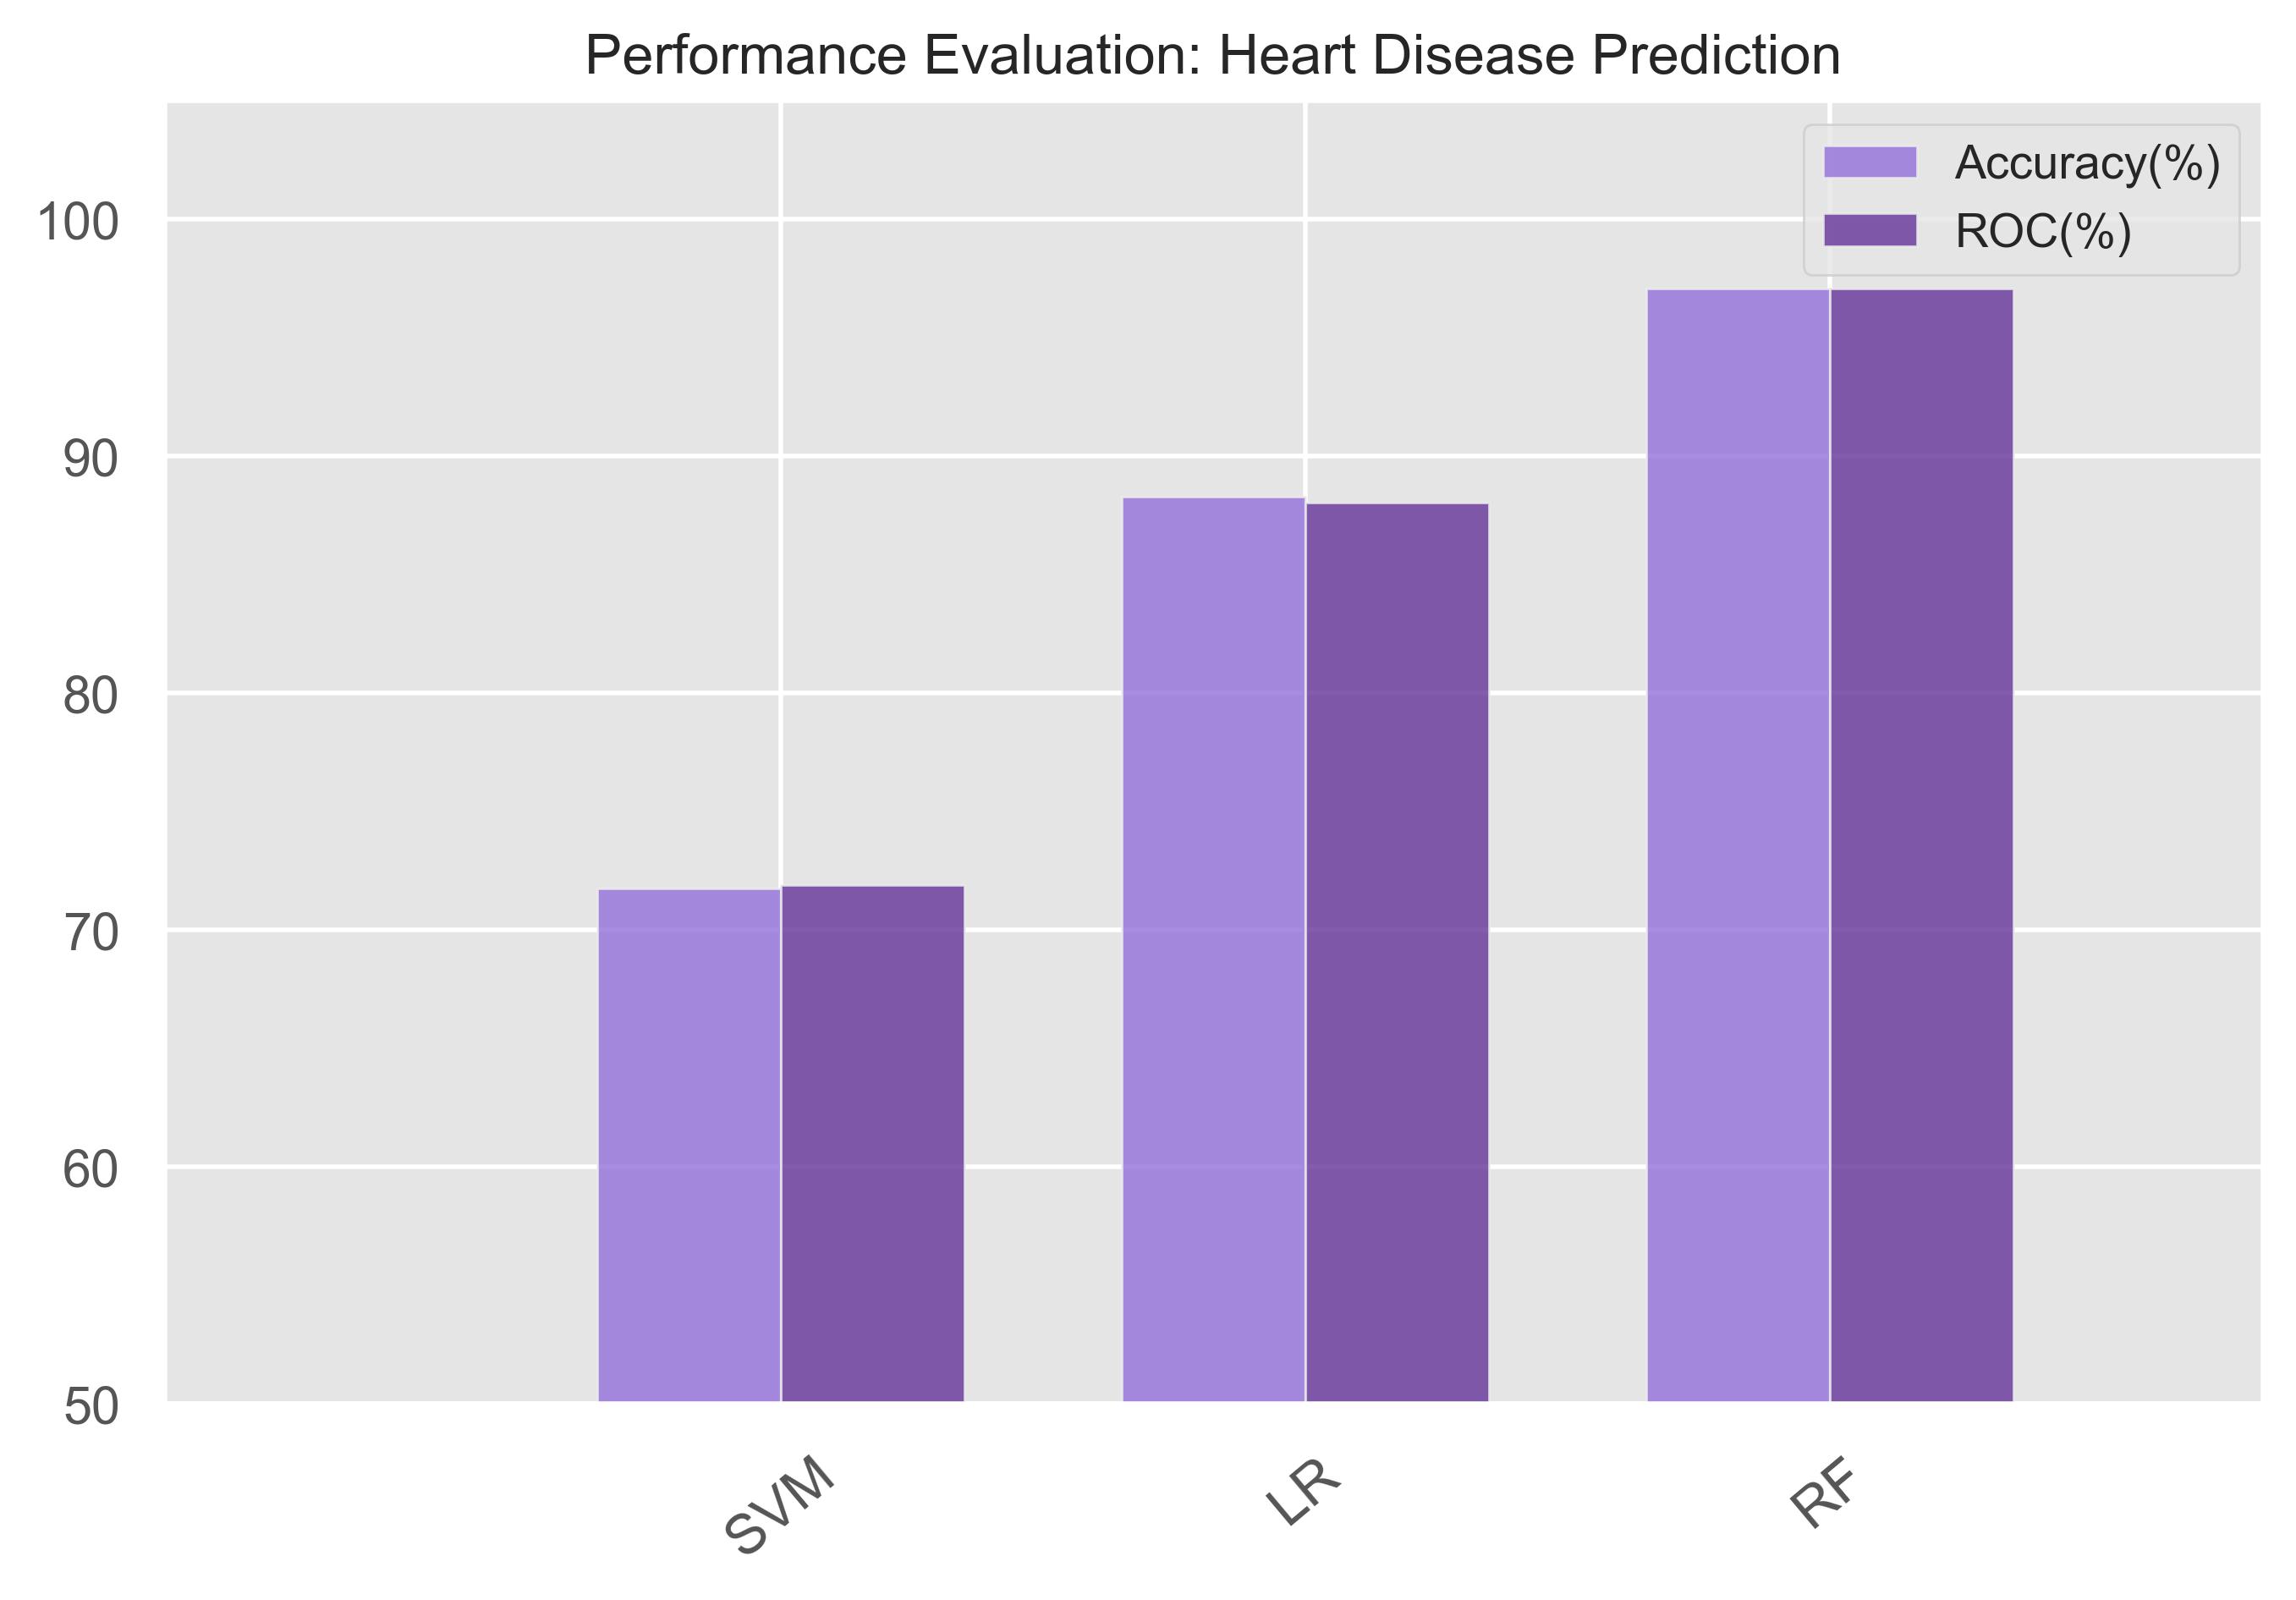 Performance Evaluation: Heart Disease Prediction
Accuracy(%)
ROC(%)
100
90
80
70
60
50
SVM
LR
RF